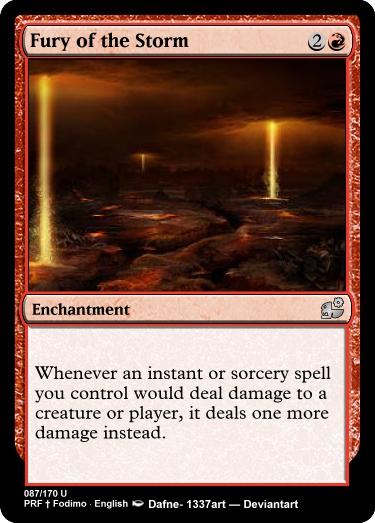 Fury of the Storm 2
Enchantment
Whenever an instant or sorcery spell
you control would deal damage to a
creature or player, it deals one more
damage instead.
087/170 U
PRF † Fodimo · English Dafne- 1337art — Deviantart